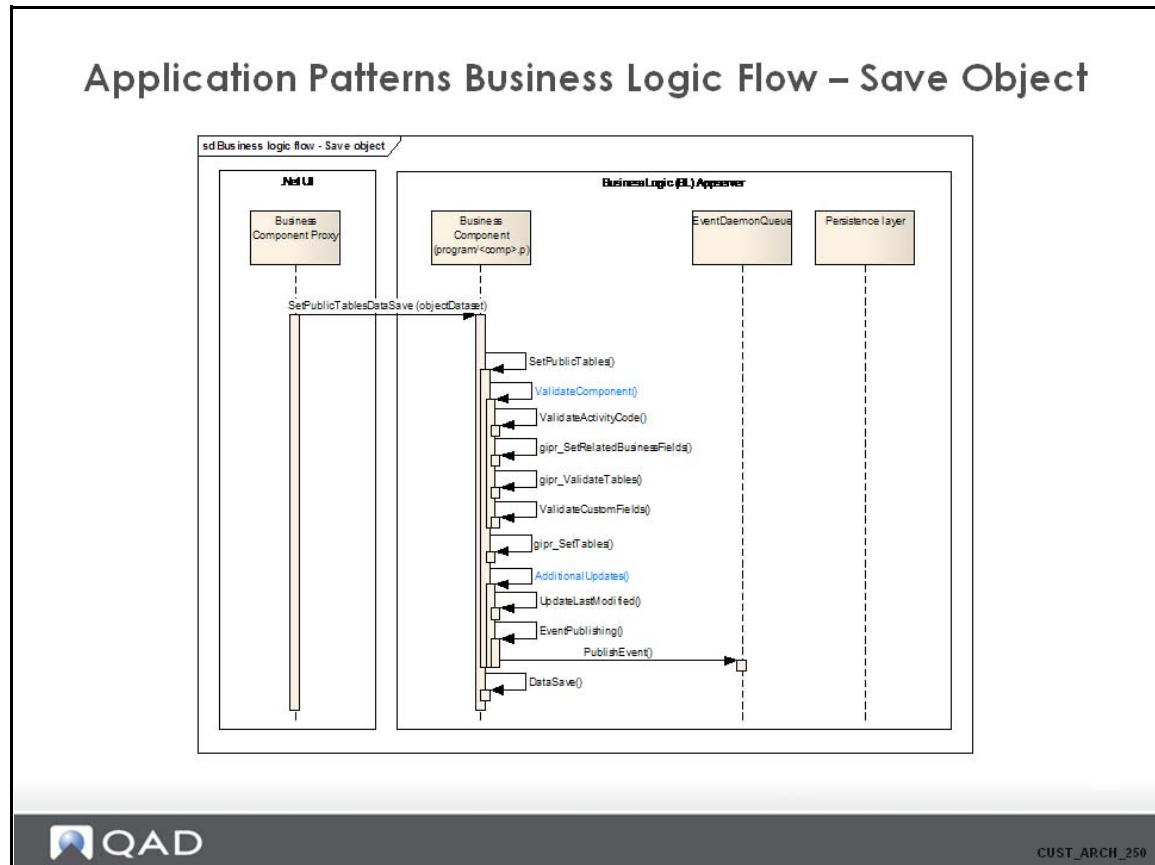 Application Patterns Business Logic Flow – Save Object
sd Business logic flow - Save object
.Net UI
Business Logic (BL) Appserver
Business
Component Proxy
Business
Component
(program/<comp>.p)
EventDaemonQueue
Persistence layer
SetPublicTablesDataSave (objectDataset)
SetPublicTables()
ValidateComponent()
ValidateActivityCode()
gipr_SetRelatedBusinessFields()
gipr_ValidateTables()
ValidateCustomFields()
gipr_SetTables()
AdditionalUpdates()
UpdateLastModified()
EventPublishing()
PublishEvent()
DataSave()
QAD
CUST_ARCH_250